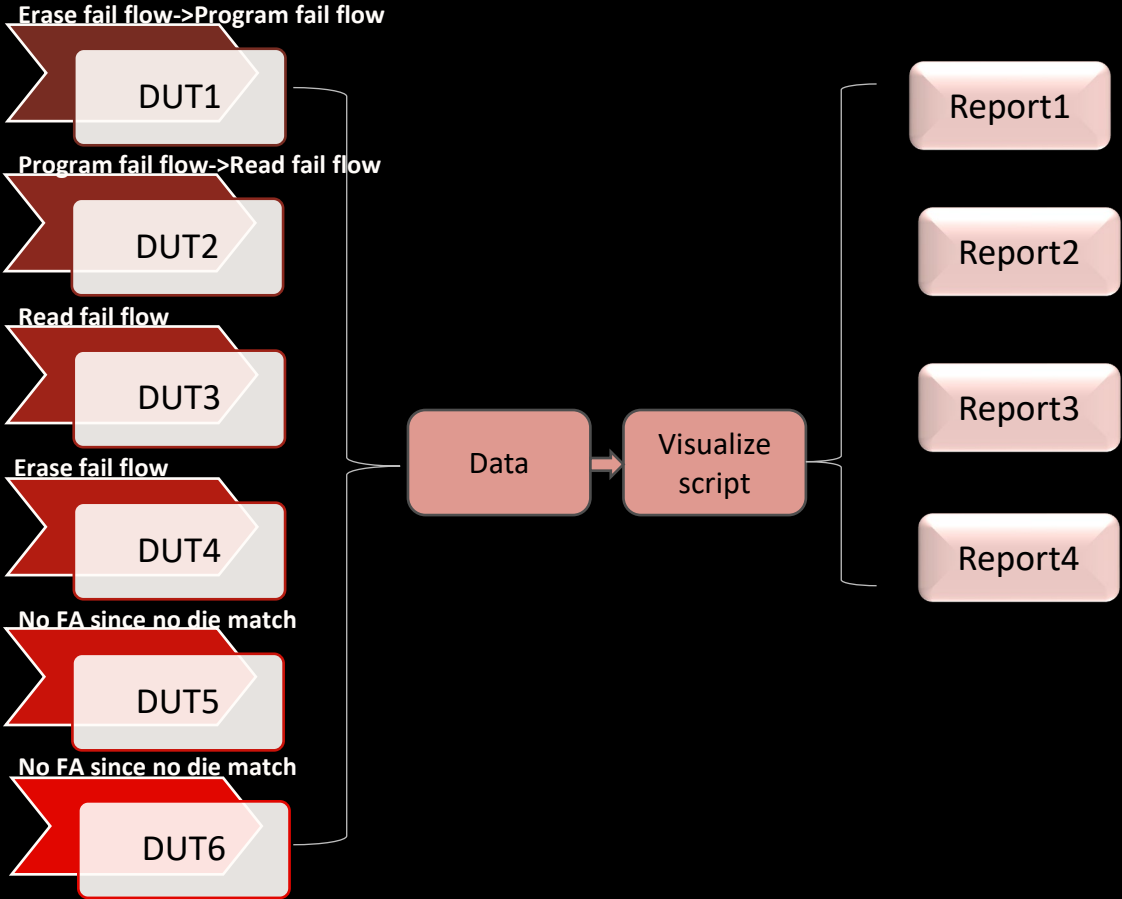 Erase fail flow->Program fail flow
DUT1
Program fail flow->Read fail flow
DUT2
Read fail flow
DUT3
Erase fail flow
DUT4
No FA since no die match
DUT5
No FA since no die match
DUT6
Data
Visualize
script
Report1
Report2
Report3
Report4